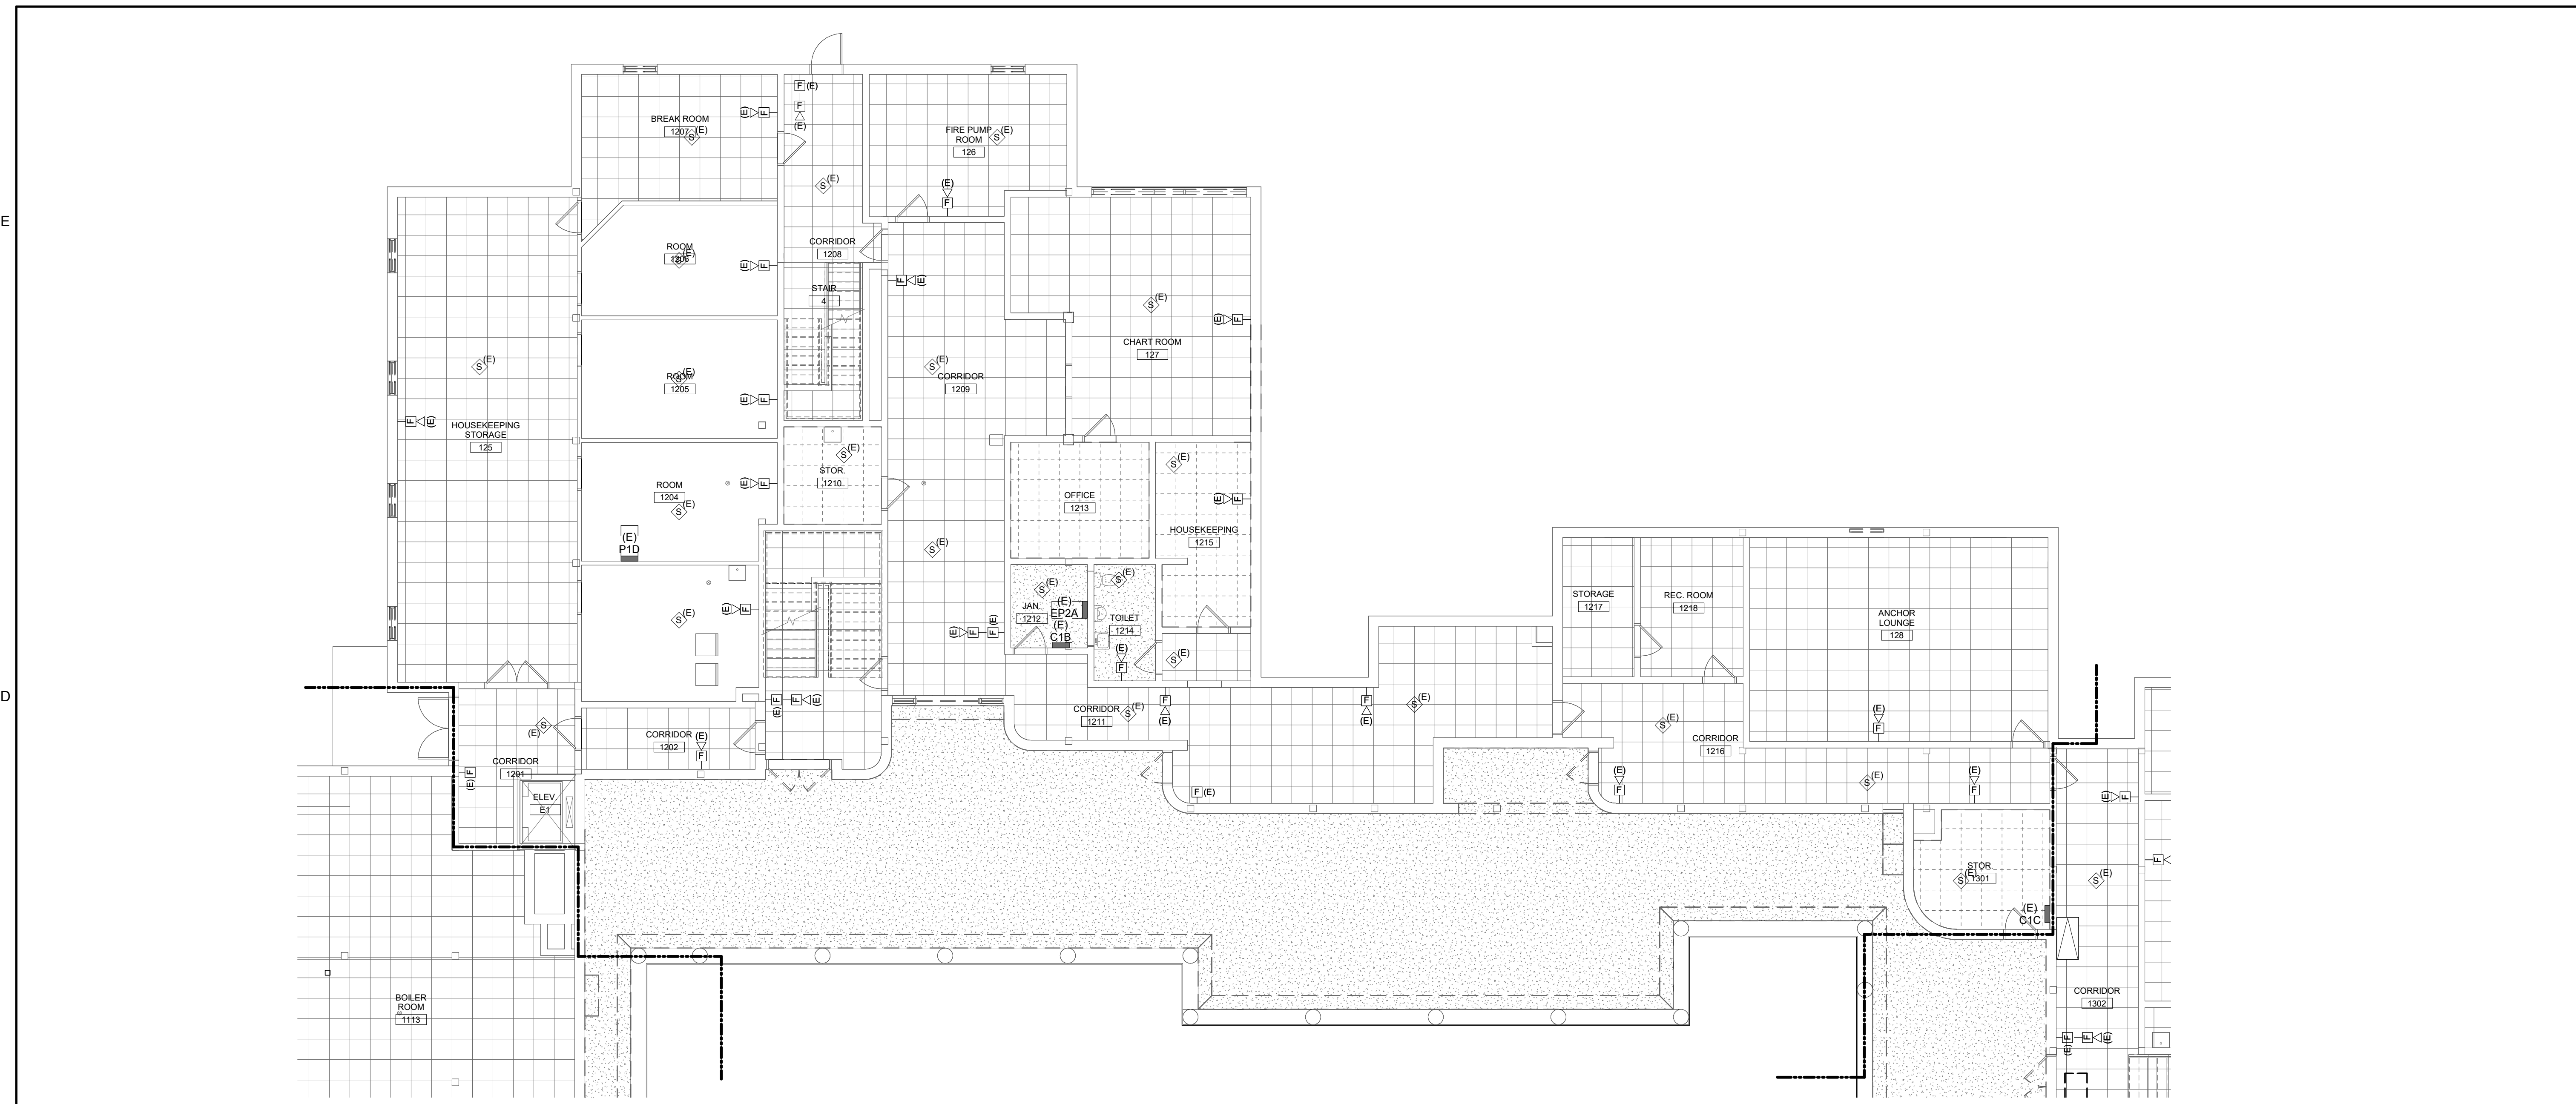 E
D
BREAK ROOM
1207
S
(E)
(E)
F
F
(E)
F
(E)
FIRE PUMP
ROOM
126
S
(E)
(E)
F
S
(E)
ROOM
1206
S
(E)
(E)
F
CORRIDOR
1208
STAIR
4
F
(E)
S
(E)
CHART ROOM
127
(E)
F
S
(E)
F
(E)
HOUSEKEEPING
STORAGE
125
ROOM
1205
S
(E)
(E)
F
S
(E)
CORRIDOR
1209
ROOM
1204
S
(E)
(E)
F
(E)
P1D
S
(E)
STOR.
1210
OFFICE
1213
S
(E)
(E)
F
HOUSEKEEPING
1215
S
(E)
S
(E)
(E)
F
S
(E)
JAN.
1212
(E)
EP2A
(E)
C1B
S
(E)
TOILET
1214
(E)
F
(E)
F
F
(E)
S
(E)
F
(E)
F
(E)
CORRIDOR
1211
S
(E)
F
(E)
F
(E)
S
(E)
F
(E)
STORAGE
1217
REC. ROOM
1218
ANCHOR
LOUNGE
128
(E)
F
S
(E)
CORRIDOR
1216
(E)
F
S
(E)
(E)
F
S
(E)
CORRIDOR
1201
F
(E)
CORRIDOR
1202
(E)
F
ELEV.
E1
STOR.
1301
S
(E)
(E)
C1C
(E)
F
F
S
(E)
CORRIDOR
1302
F
(E)
F
(E)
BOILER
ROOM
1113